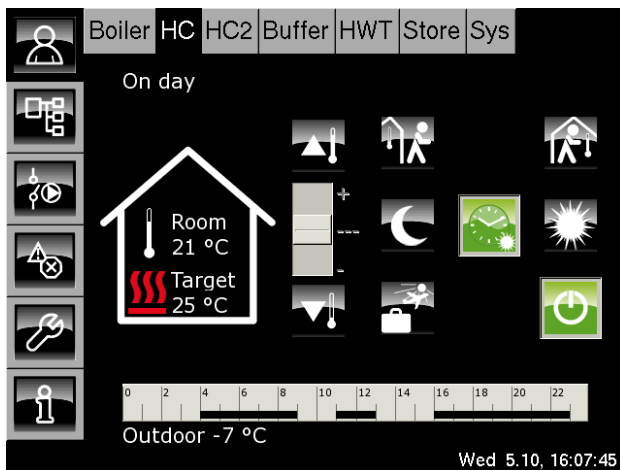 Boiler HC HC2 Buffer HWT Store Sys
On day
+
---
-
Room
21 °C
Target
25 °C
0 2 4 6 8 10 12 14 16 18 20 22
Outdoor -7 °C
Wed 5.10, 16:07:45